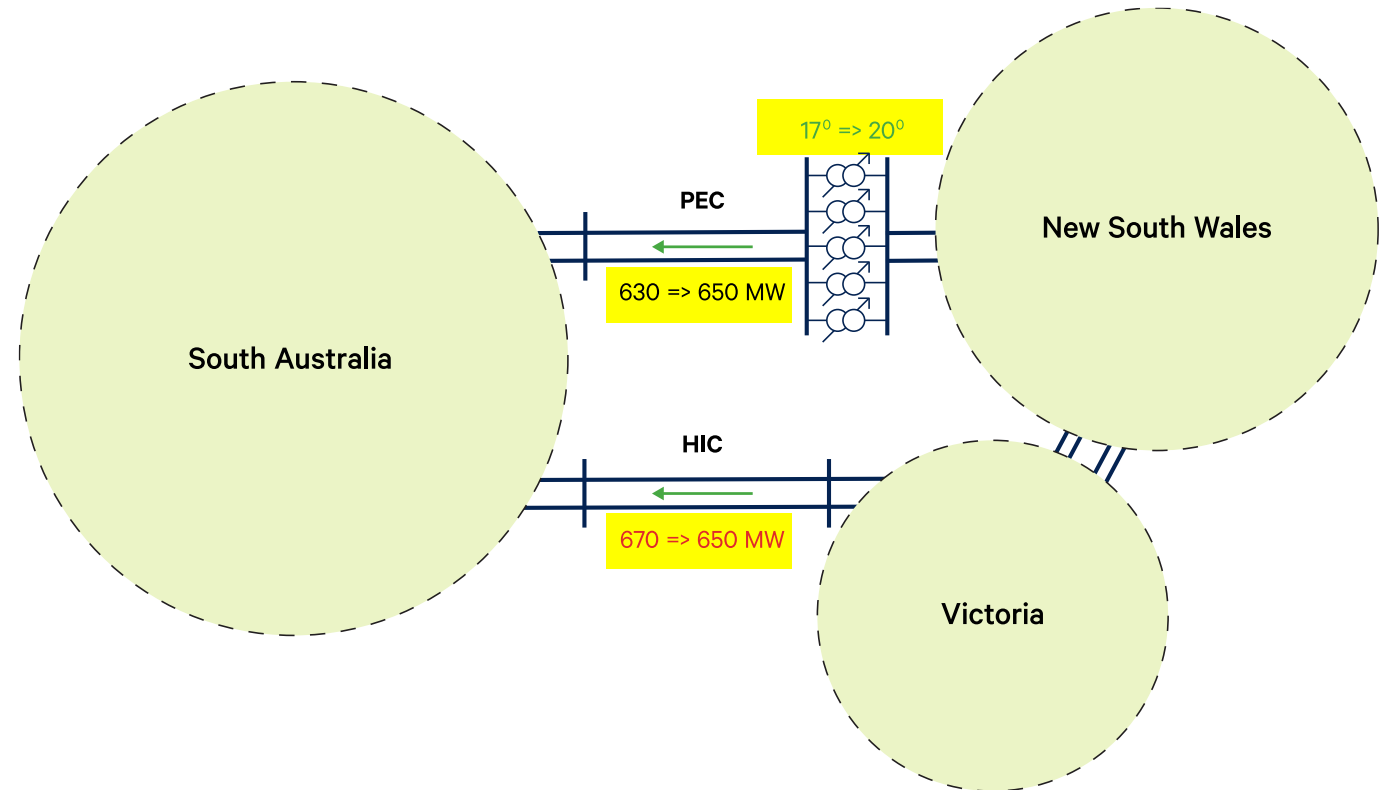 17⁰ => 20⁰
PEC
New South Wales
630 => 650 MW
South Australia
HIC
670 => 650 MW
Victoria